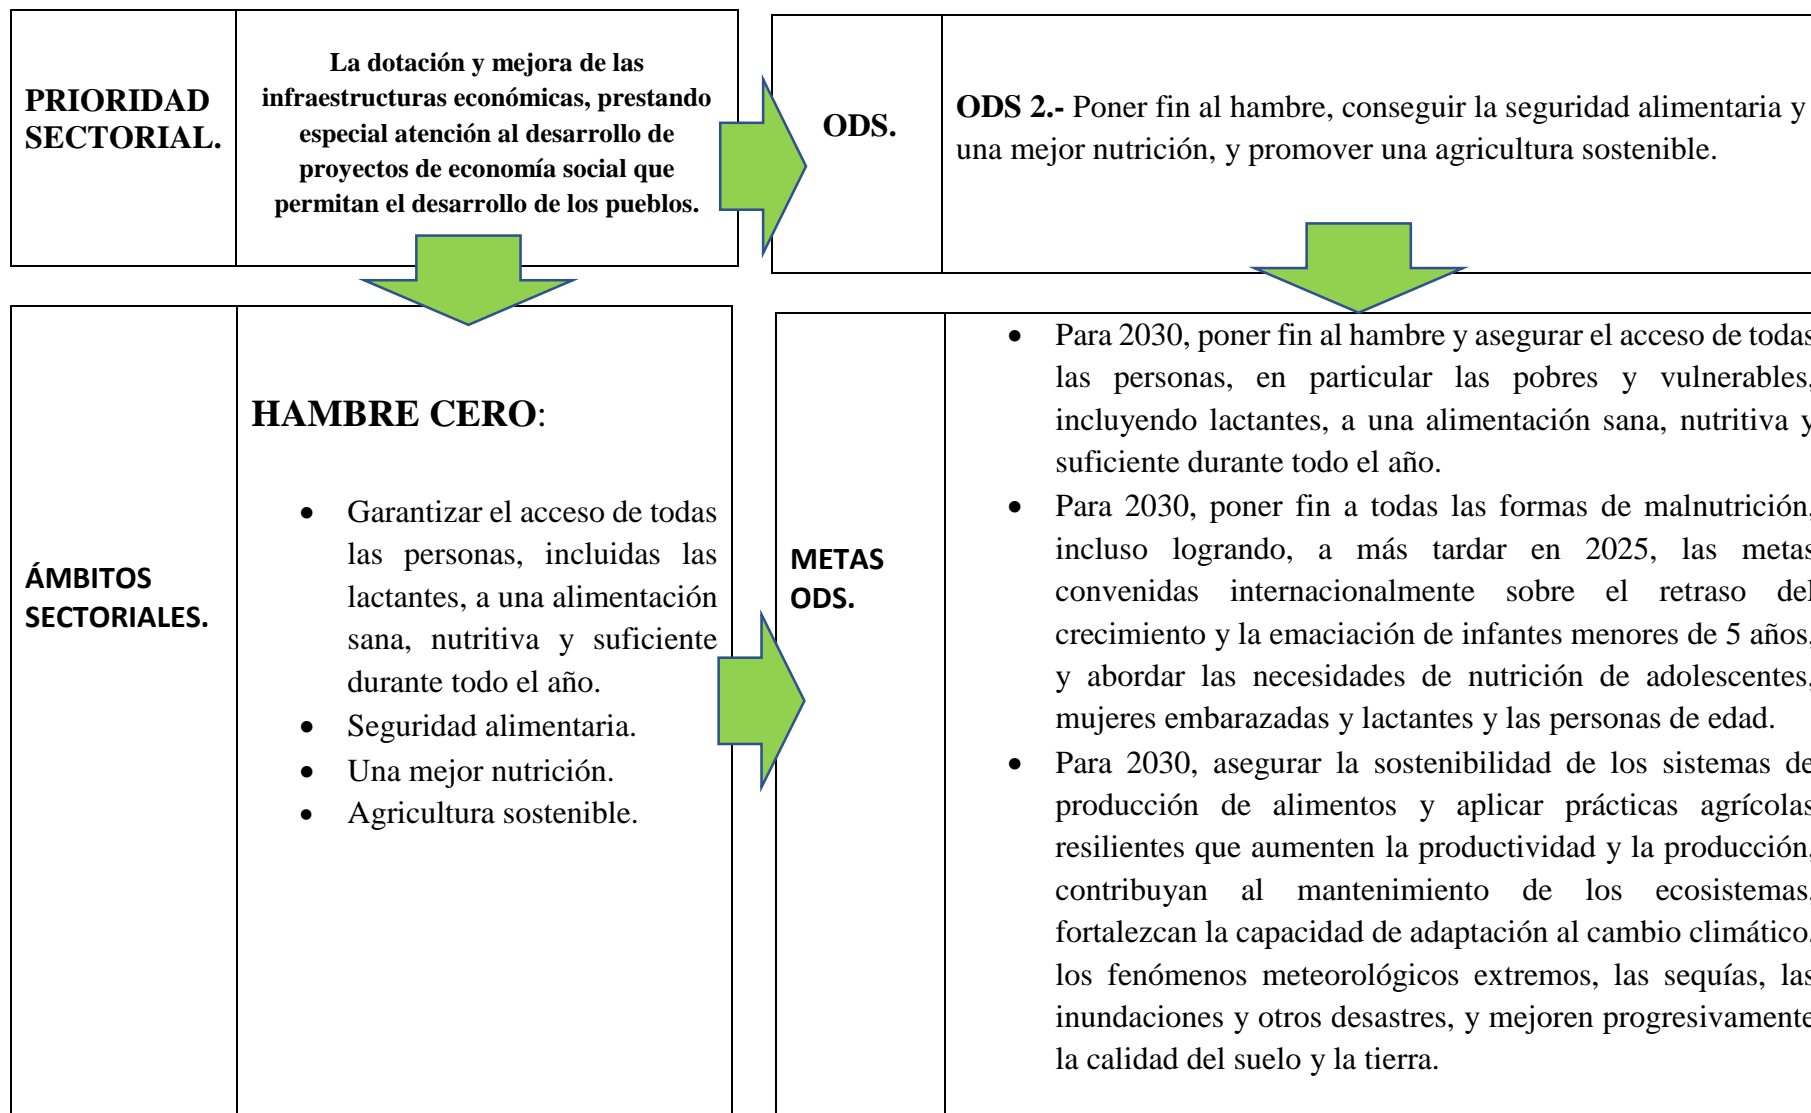 PRIORIDAD
SECTORIAL.
La dotación y mejora de las
infraestructuras económicas, prestando
especial atención al desarrollo de
proyectos de economía social que
permitan el desarrollo de los pueblos.
ODS.
ODS 2.- Poner fin al hambre, conseguir la seguridad alimentaria y
una mejor nutrición, y promover una agricultura sostenible.
ÁMBITOS
SECTORIALES.
HAMBRE CERO:
• Garantizar el acceso de todas
las personas, incluidas las
lactantes, a una alimentación
sana, nutritiva y suficiente
durante todo el año.
• Seguridad alimentaria.
• Una mejor nutrición.
• Agricultura sostenible.
METAS
ODS.
• Para 2030, poner fin al hambre y asegurar el acceso de todas
las personas, en particular las pobres y vulnerables,
incluyendo lactantes, a una alimentación sana, nutritiva y
suficiente durante todo el año.
• Para 2030, poner fin a todas las formas de malnutrición,
incluso logrando, a más tardar en 2025, las metas
convenidas internacionalmente sobre el retraso del
crecimiento y la emaciación de infantes menores de 5 años,
y abordar las necesidades de nutrición de adolescentes,
mujeres embarazadas y lactantes y las personas de edad.
• Para 2030, asegurar la sostenibilidad de los sistemas de
producción de alimentos y aplicar prácticas agrícolas
resilientes que aumenten la productividad y la producción,
contribuyan al mantenimiento de los ecosistemas,
fortalezcan la capacidad de adaptación al cambio climático,
los fenómenos meteorológicos extremos, las sequías, las
inundaciones y otros desastres, y mejoren progresivamente
la calidad del suelo y la tierra.